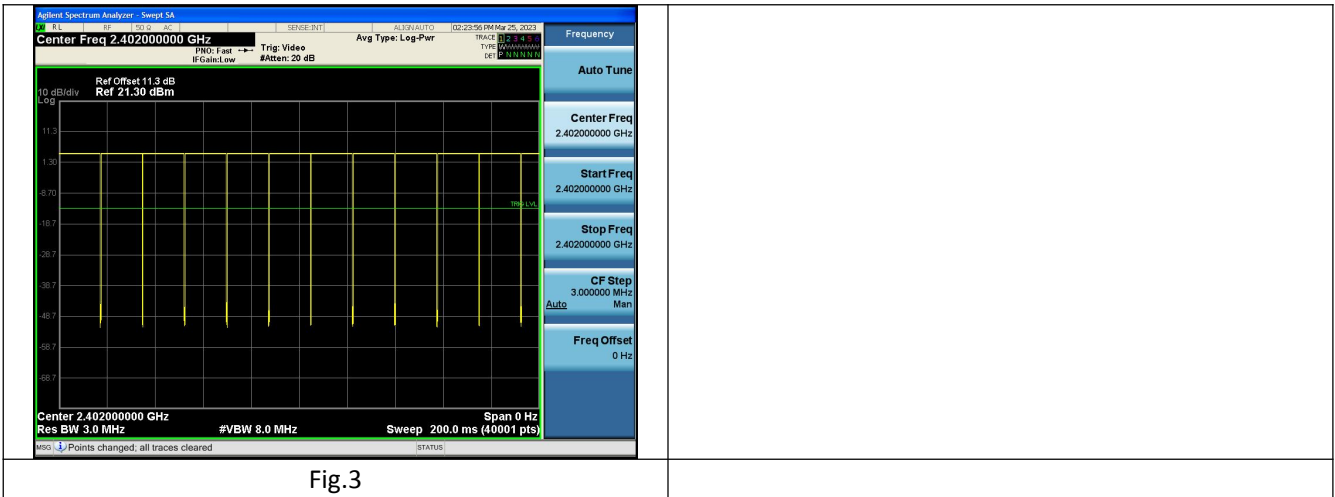 Agilent Spectrum Analyzer - Swept SA
RL RF 50 Ω AC SENSE:INT ALIGN AUTO 02:23:56 PM Mar 25, 2023
Center Freq 2.402000000 GHz
PNO: Fast
IFGain:Low
Trig: Video
#Atten: 20 dB
Avg Type: Log-Pwr
TRACE 1 2 3 4 5 6
TYPE
DET P N N N N N
Ref Offset 11.3 dB
10 dB/div Ref 21.30 dBm
Log
11.3
1.30
-8.70
TRIG LVL
-18.7
-28.7
-38.7
-48.7
-58.7
-68.7
Center 2.402000000 GHz Span 0 Hz
Res BW 3.0 MHz #VBW 8.0 MHz Sweep 200.0 ms (40001 pts)
MSG Points changed; all traces cleared STATUS
Frequency
Auto Tune
Center Freq
2.402000000 GHz
Start Freq
2.402000000 GHz
Stop Freq
2.402000000 GHz
CF Step
3.000000 MHz
Auto Man
Freq Offset
0 Hz
Fig.3